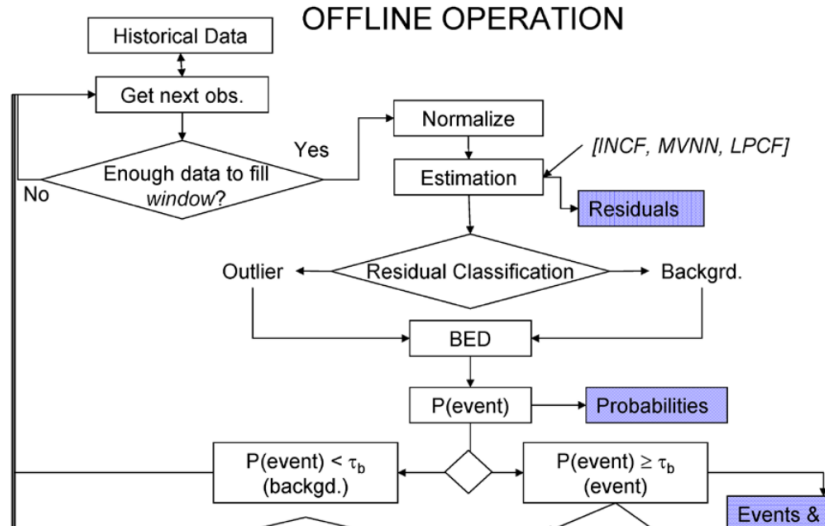 OFFLINE OPERATION
Historical Data
Get next obs.
Enough data to fill
window?
Yes
No
Normalize
Estimation
[INCF, MVNN, LPCF]
Residuals
Outlier
Residual Classification
Backgrd.
BED
P(event)
Probabilities
P(event) < τb
(backgd.)
P(event) ≥ τb
(event)
Events &